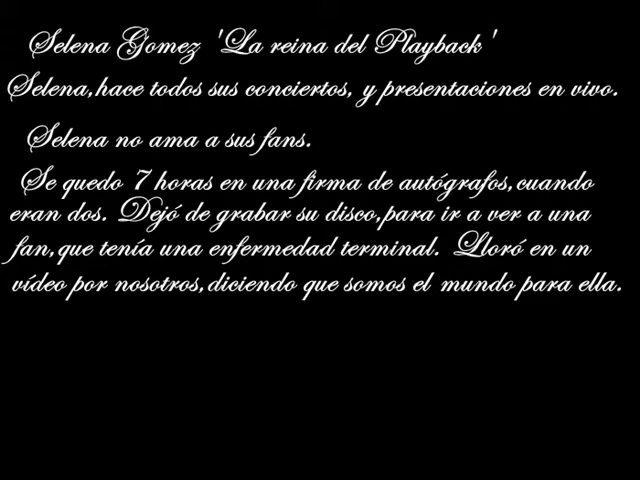 Selena Gomez 'La reina del Playback'
Selena,hace todos sus conciertos, y presentaciones en vivo.
Selena no ama a sus fans.
Se quedo 7 horas en una firma de autógrafos,cuando
eran dos. Dejó de grabar su disco,para ir a ver a una
fan,que tenía una enfermedad terminal. Lloró en un
vídeo por nosotros,diciendo que somos el mundo para ella.